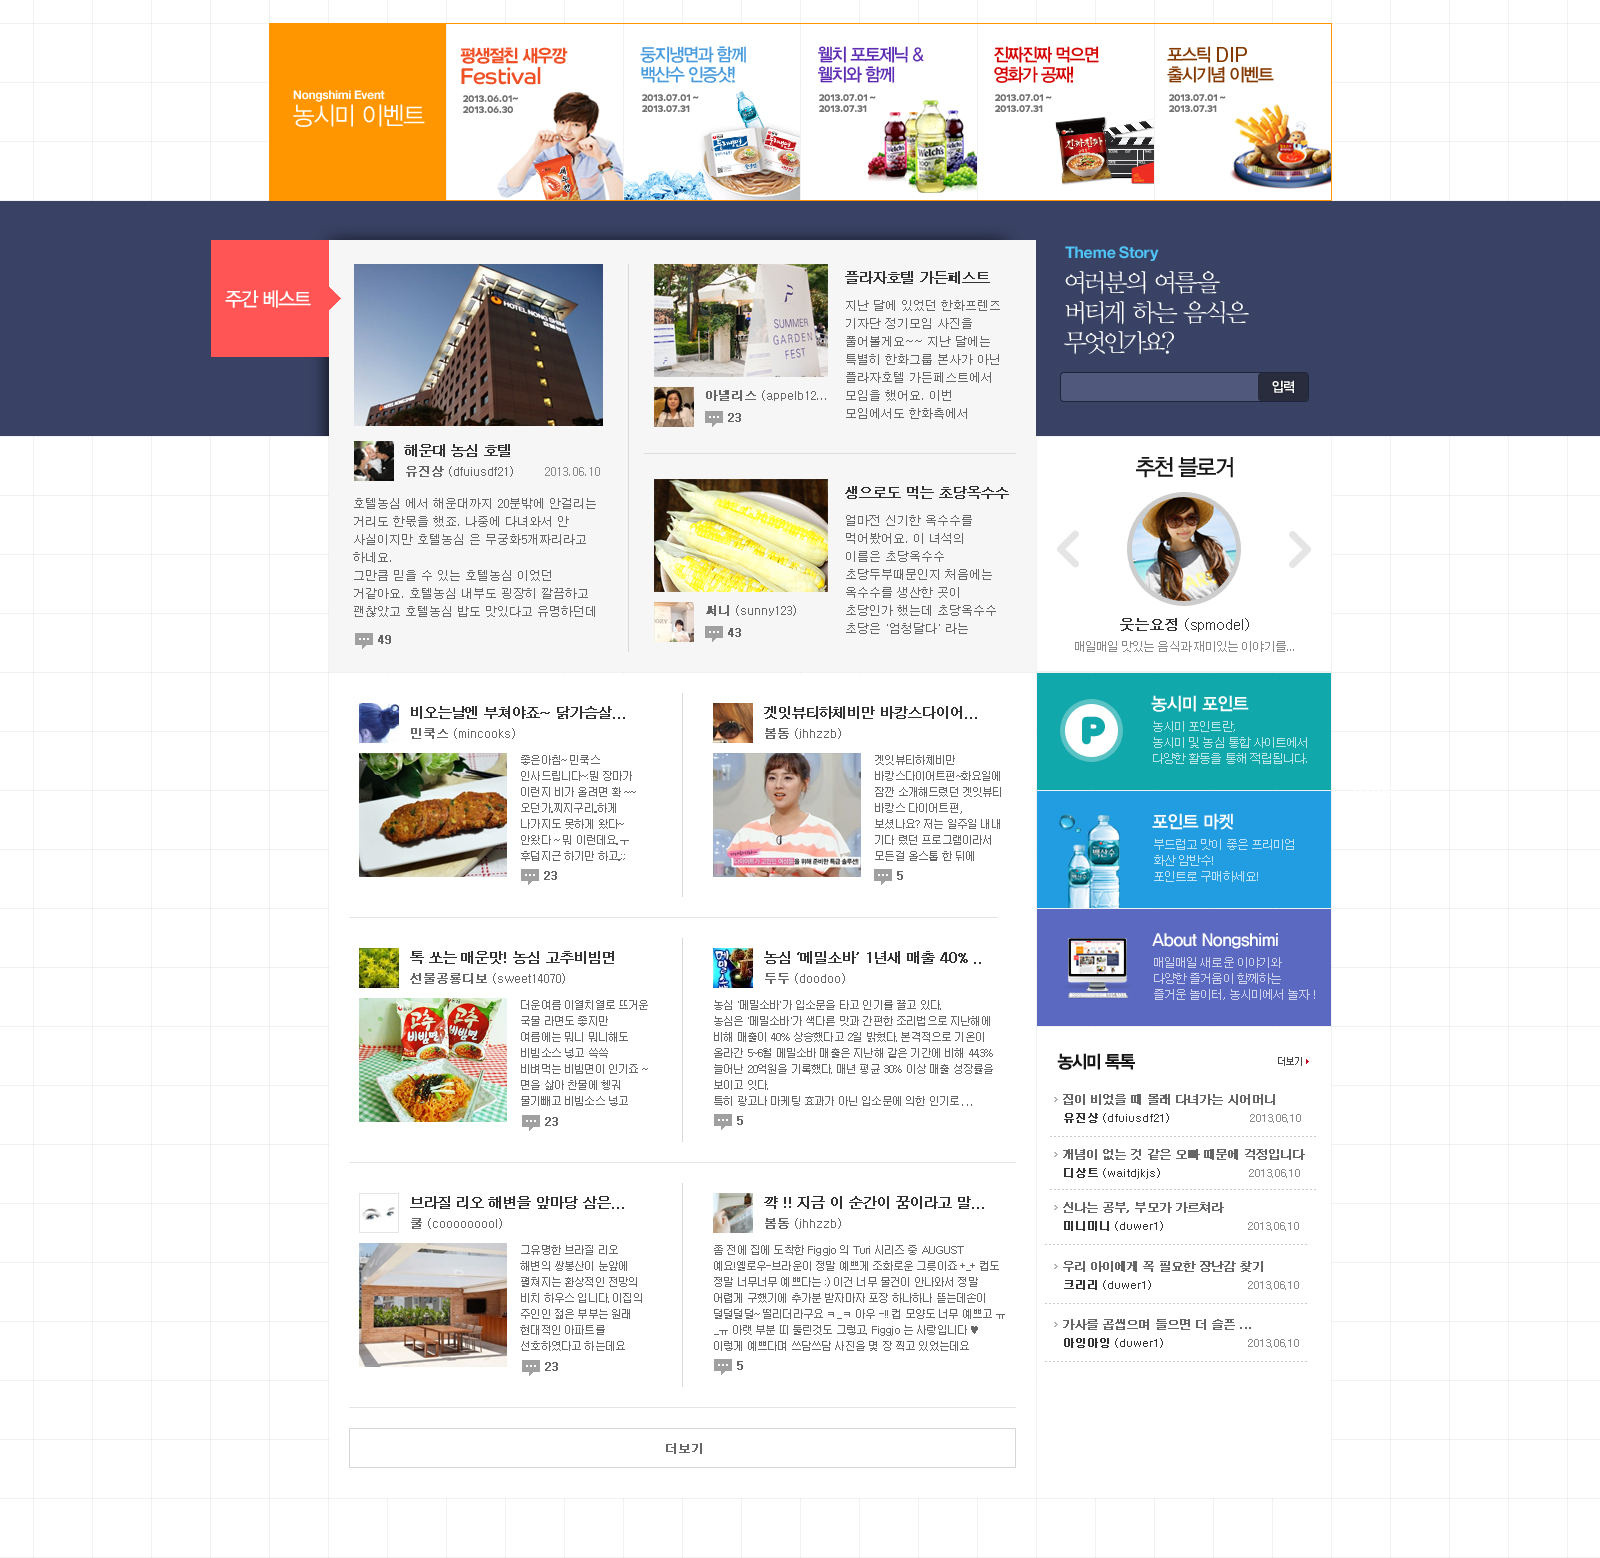 Nongshimi Event
농시미 이벤트
평생절친 새우깡
Festival
2013.06.01~
2013.06.30
둥지냉면과 함께
백산수 인증샷!
2013.07.01 ~
2013.07.31
웰치 포토제닉 &
웰치와 함께
2013.07.01 ~
2013.07.31
Welch's
진짜진짜 먹으면
영화가 공짜!
2013.07.01 ~
2013.07.31
포스틱 DIP
출시기념 이벤트
2013.07.01 ~
2013.07.31
주간 베스트
HOTEL NONG SHIM
해운대 농심 호텔
유진상 (dfuiusdf21)
2013.06.10
호텔농심 에서 해운대까지 20분밖에 안걸리는
거리도 한몫을 했죠. 나중에 다녀와서 안
사실이지만 호텔농심 은 무궁화5개짜리라고
하네요.
그만큼 믿을 수 있는 호텔농심 이었던
거같아요. 호텔농심 내부도 굉장히 깔끔하고
괜찮았고 호텔농심 밥도 맛있다고 유명하던데
49
SUMMER
GARDEN
FEST
아넬리스 (appelb12...
23
플라자호텔 가든페스트
지난 달에 있었던 한화프렌즈
기자단 정기모임 사진을
풀어볼게요~~ 지난 달에는
특별히 한화그룹 본사가 아닌
플라자호텔 가든페스트에서
모임을 했어요. 이번
모임에서도 한화측에서
써니 (sunny123)
43
생으로도 먹는 초당옥수수
얼마전 신기한 옥수수를
먹어봤어요. 이 녀석의
이름은 초당옥수수
초당두부때문인지 처음에는
옥수수를 생산한 곳이
초당인가 했는데 초당옥수수
초당은 '엄청달다' 라는
Theme Story
여러분의 여름을
버티게 하는 음식은
무엇인가요?
입력
추천 블로거
웃는요정 (spmodel)
매일매일 맛있는 음식과재미있는 이야기를...
비오는날엔 부쳐야죠~ 닭가슴살...
민쿡스 (mincooks)
좋은아침~ 민쿡스
인사드립니다~뭔 장마가
이런지 비가 올려면 확 ~~
오던가,찌지구리,,하게
나가지도 못하게 왔다~
안왔다 ~ 뭐 이런데요,ㅜ
후덥지근 하기만 하고,,;;
23
겟잇뷰티하체비만 바캉스다이어...
봄동 (jhhzzb)
겟잇뷰티하체비만
바캉스다이어트편~화요일에
잠깐 소개해드렸던 겟잇뷰티
바캉스 다이어트편,
보셨나요? 저는 일주일 내내
기다 렸던 프로그램이라서
모든걸 올스톱 한 뒤에
5
톡 쏘는 매운맛! 농심 고추비빔면
선물공룡디보 (sweet14070)
고추
비빔면
더운여름 이열치열로 뜨거운
국물 라면도 좋지만
여름에는 뭐니 뭐니해도
비빔소스 넣고 쓱쓱
비벼먹는 비빔면이 인기죠 ~
면을 삶아 찬물에 헹궈
물기빼고 비빔소스 넣고
23
농심 '메밀소바' 1년새 매출 40% ..
두두 (doodoo)
농심 '메밀소바'가 입소문을 타고 인기를 끌고 있다.
농심은 '메밀소바'가 색다른 맛과 간편한 조리법으로 지난해에
비해 매출이 40% 상승했다고 2일 밝혔다. 본격적으로 기온이
올라간 5~6월 메밀소바 매출은 지난해 같은 기간에 비해 44.3%
늘어난 20억원을 기록했다. 매년 평균 30% 이상 매출 성장률을
보이고 있다.
특히 광고나 마케팅 효과가 아닌 입소문에 의한 인기로 . . .
5
브라질 리오 해변을 앞마당 삼은...
쿨 (coooooooool)
그유명한 브라질 리오
해변의 쌍봉산이 눈앞에
펼쳐지는 환상적인 전망의
비치 하우스 입니다. 이집의
주인인 젊은 부부는 원래
현대적인 아파트를
선호하였다고 하는데요
23
꺅 !! 지금 이 순간이 꿈이라고 말...
봄동 (jhhzzb)
좀 전에 집에 도착한 Figgjo 의 Turi 시리즈 중 AUGUST
예요!옐로우-브라운이 정말 예쁘게 조화로운 그릇이죠 +_+ 컵도
정말 너무너무 예쁘다는 :) 이건 너무 물건이 안나와서 정말
어렵게 구했기에 추가분 받자마자 포장 하나하나 뜯는데손이
덜덜덜덜~ 떨리더라구요 ㅋ_ㅋ 아우 ~!! 컵 모양도 너무 예쁘고 ㅠ
_ㅠ 아랫 부분 띠 둘린것도 그렇고, Figgjo 는 사랑입니다 ♥
이렇게 예쁘다며 쓰담쓰담 사진을 몇 장 찍고 있었는데요
5
더보기
P
농시미 포인트
농시미 포인트란,
농시미 및 농심 통합 사이트에서
다양한 활동을 통해 적립됩니다.
백산수
포인트 마켓
부드럽고 맛이 좋은 프리미엄
화산 암반수!
포인트로 구매하세요!
About Nongshimi
매일매일 새로운 이야기와
다양한 즐거움이 함께하는
즐거운 놀이터, 농시미에서 놀자 !
농시미 톡톡
더보기
집이 비었을 때 몰래 다녀가는 시어머니
유진상 (dfuiusdf21)
2013.06.10
개념이 없는 것 같은 오빠 때문에 걱정입니다
디상트 (waitdjkjs)
2013.06.10
신나는 공부, 부모가 가르쳐라
미니미니 (duwer1)
2013.06.10
우리 아이에게 꼭 필요한 장난감 찾기
크리리 (duwer1)
2013.06.10
가사를 곱씹으며 들으면 더 슬픈 ...
아잉아잉 (duwer1)
2013.06.10